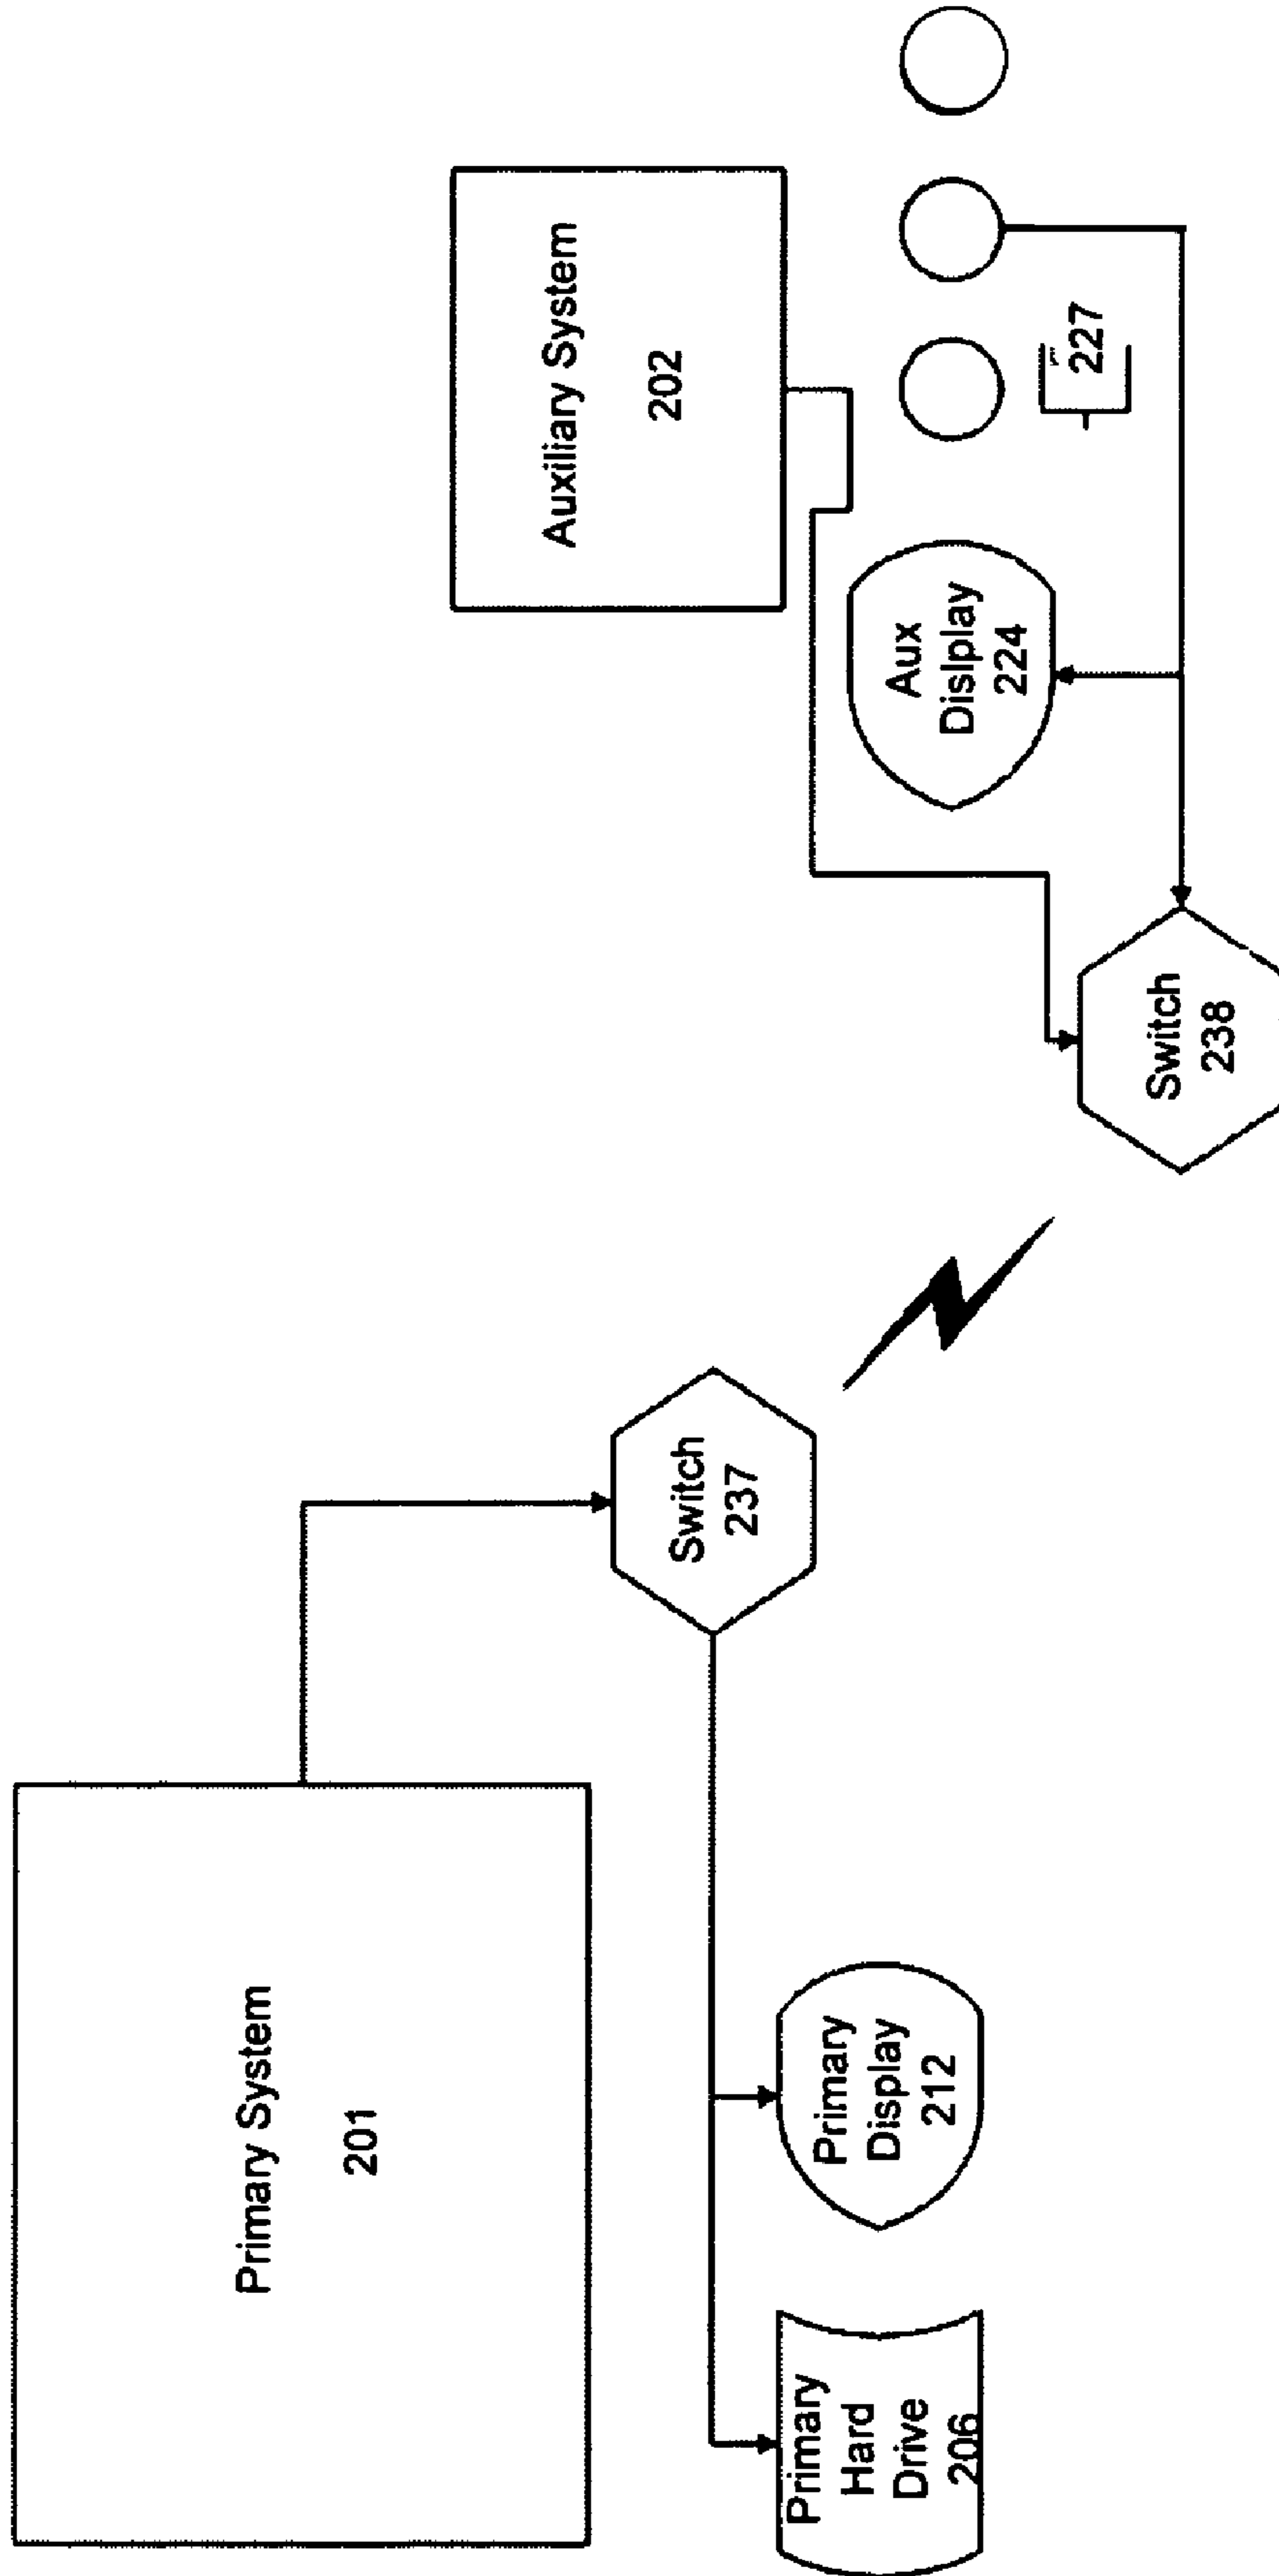 Primary System
201
Auxiliary System
202
Switch
237
Aux
Dislplay
224
227
Primary
Hard
Drive
206
Primary
Display
212
Switch
238